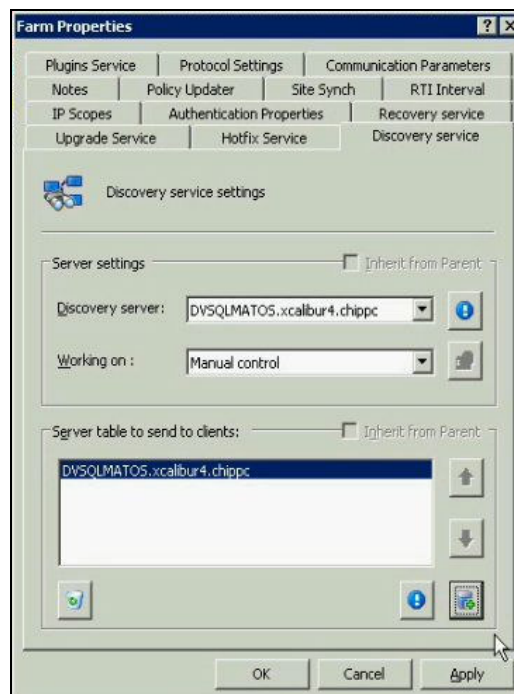 Farm Properties
Plugins Service Protocol Settings Communication Parameters
Notes Policy Updater Site Synch RTI Interval
IP Scopes Authentication Properties Recovery service
Upgrade Service Hotfix Service Discovery service
Discovery service settings
Server settings Inherit from Parent
Discovery server: DVSQLMATOS.xcalibur4.chippc
Working on : Manual control
Server table to send to clients: Inherit from Parent
DVSQLMATOS.xcalibur4.chippc
OK Cancel Apply